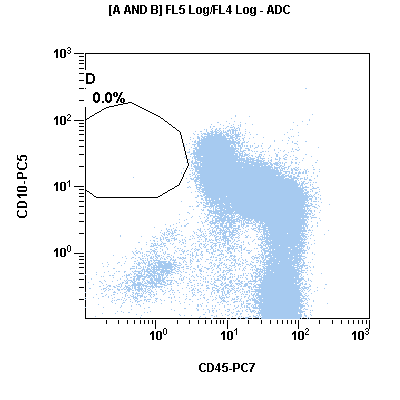 [A AND B] FL5 Log/FL4 Log - ADC
10³
D
0.0%
10²
10¹
10⁰
CD10-PC5
10⁰ 10¹ 10² 10³
CD45-PC7